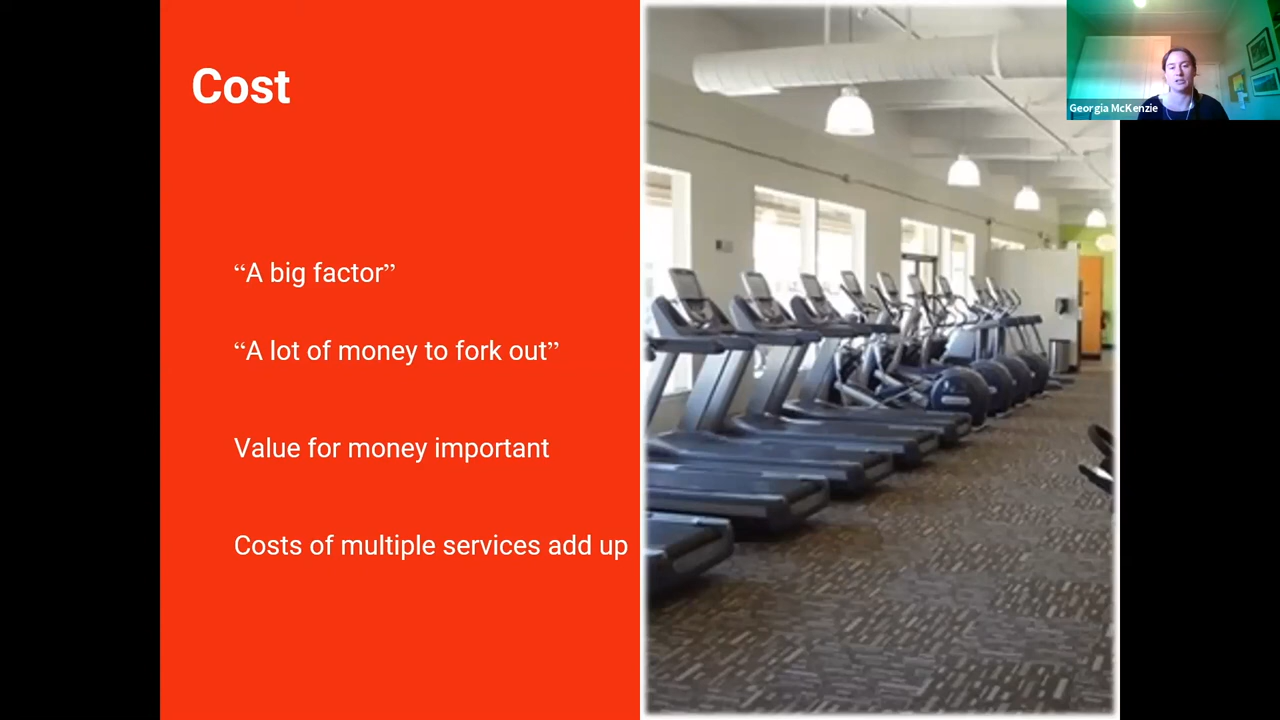 Cost
“A big factor”
“A lot of money to fork out”
Value for money important
Costs of multiple services add up
Georgia McKenzie